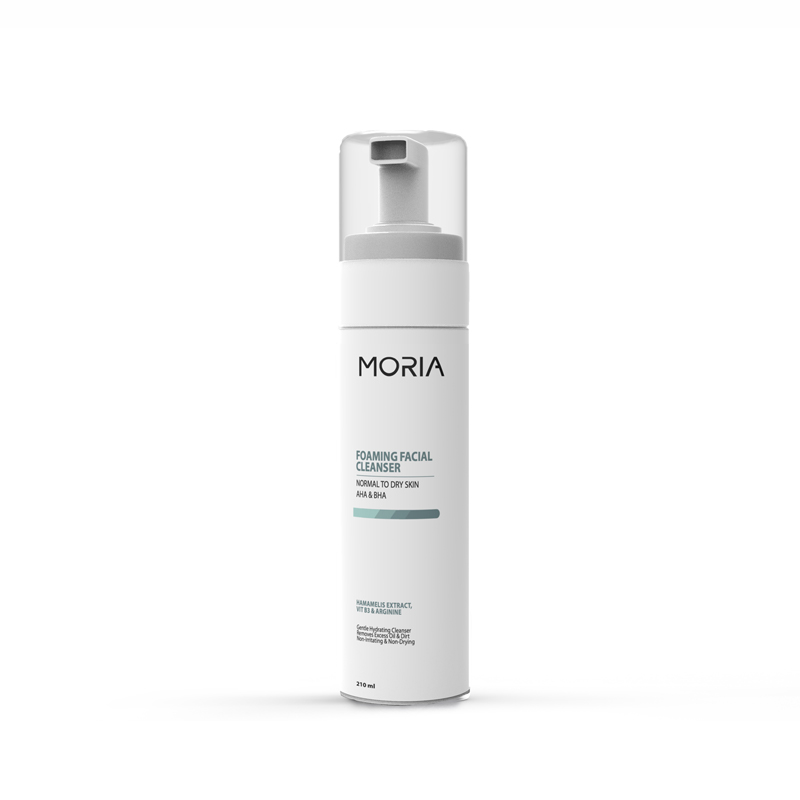 MORIA
FOAMING FACIAL
CLEANSER
NORMAL TO DRY SKIN
AHA & BHA
HAMAMELIS EXTRACT,
VIT B3 & ARGININE
Gentle Hydrating Cleanser
Removes Excess Oil & Dirt
Non-Irritating & Non-Drying
210 ml